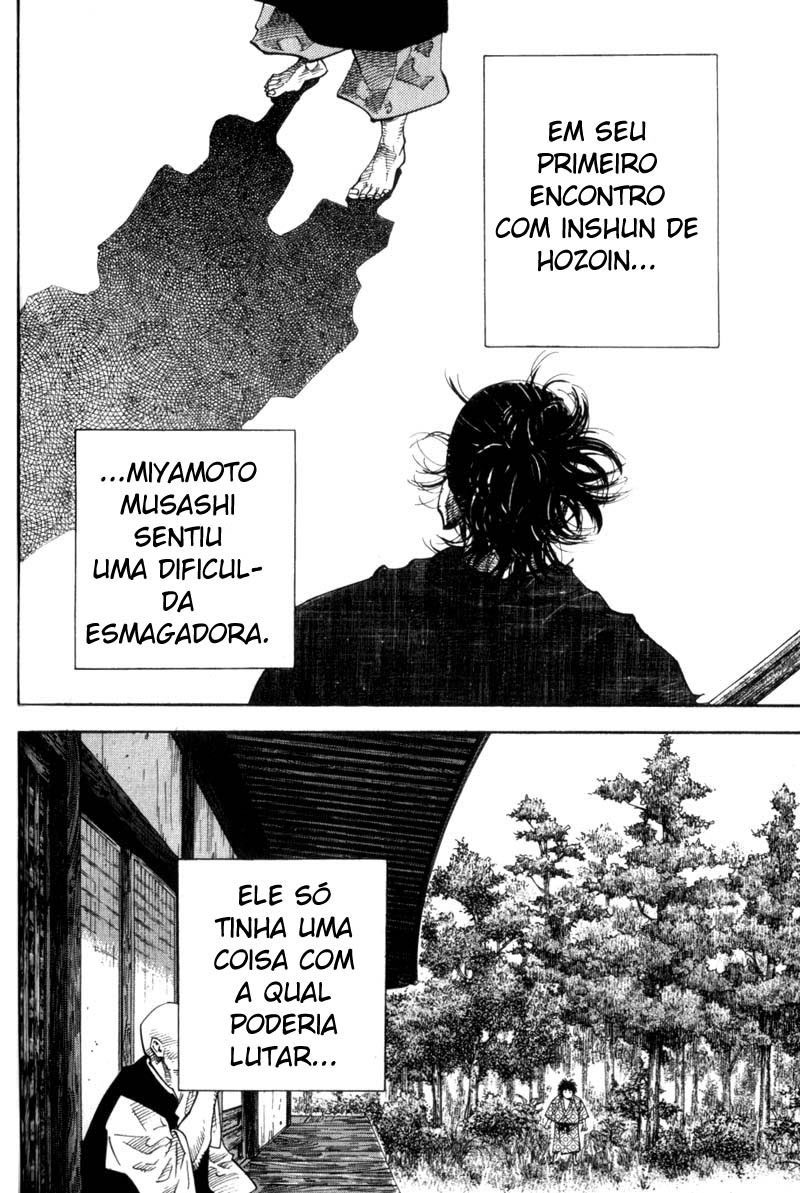 EM SEU
PRIMEIRO
ENCONTRO
COM INSHUN DE
HOZOIN...
...MIYAMOTO
MUSASHI
SENTIU
UMA DIFICUL-
DA
ESMAGADORA.
ELE SÓ
TINHA UMA
COISA COM
A QUAL
PODERIA
LUTAR...